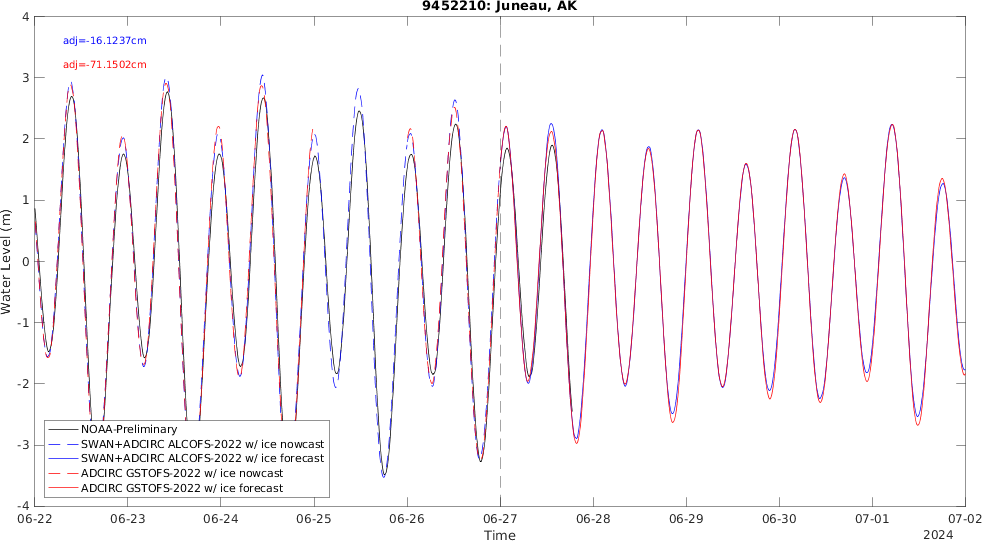 9452210: Juneau, AK
adj=-16.1237cm
adj=-71.1502cm
Water Level (m)
4
3
2
1
0
-1
-2
-3
-4
NOAA-Preliminary
SWAN+ADCIRC ALCOFS-2022 w/ ice nowcast
SWAN+ADCIRC ALCOFS-2022 w/ ice forecast
ADCIRC GSTOFS-2022 w/ ice nowcast
ADCIRC GSTOFS-2022 w/ ice forecast
06-22 06-23 06-24 06-25 06-26 06-27 06-28 06-29 06-30 07-01 07-02
Time
2024